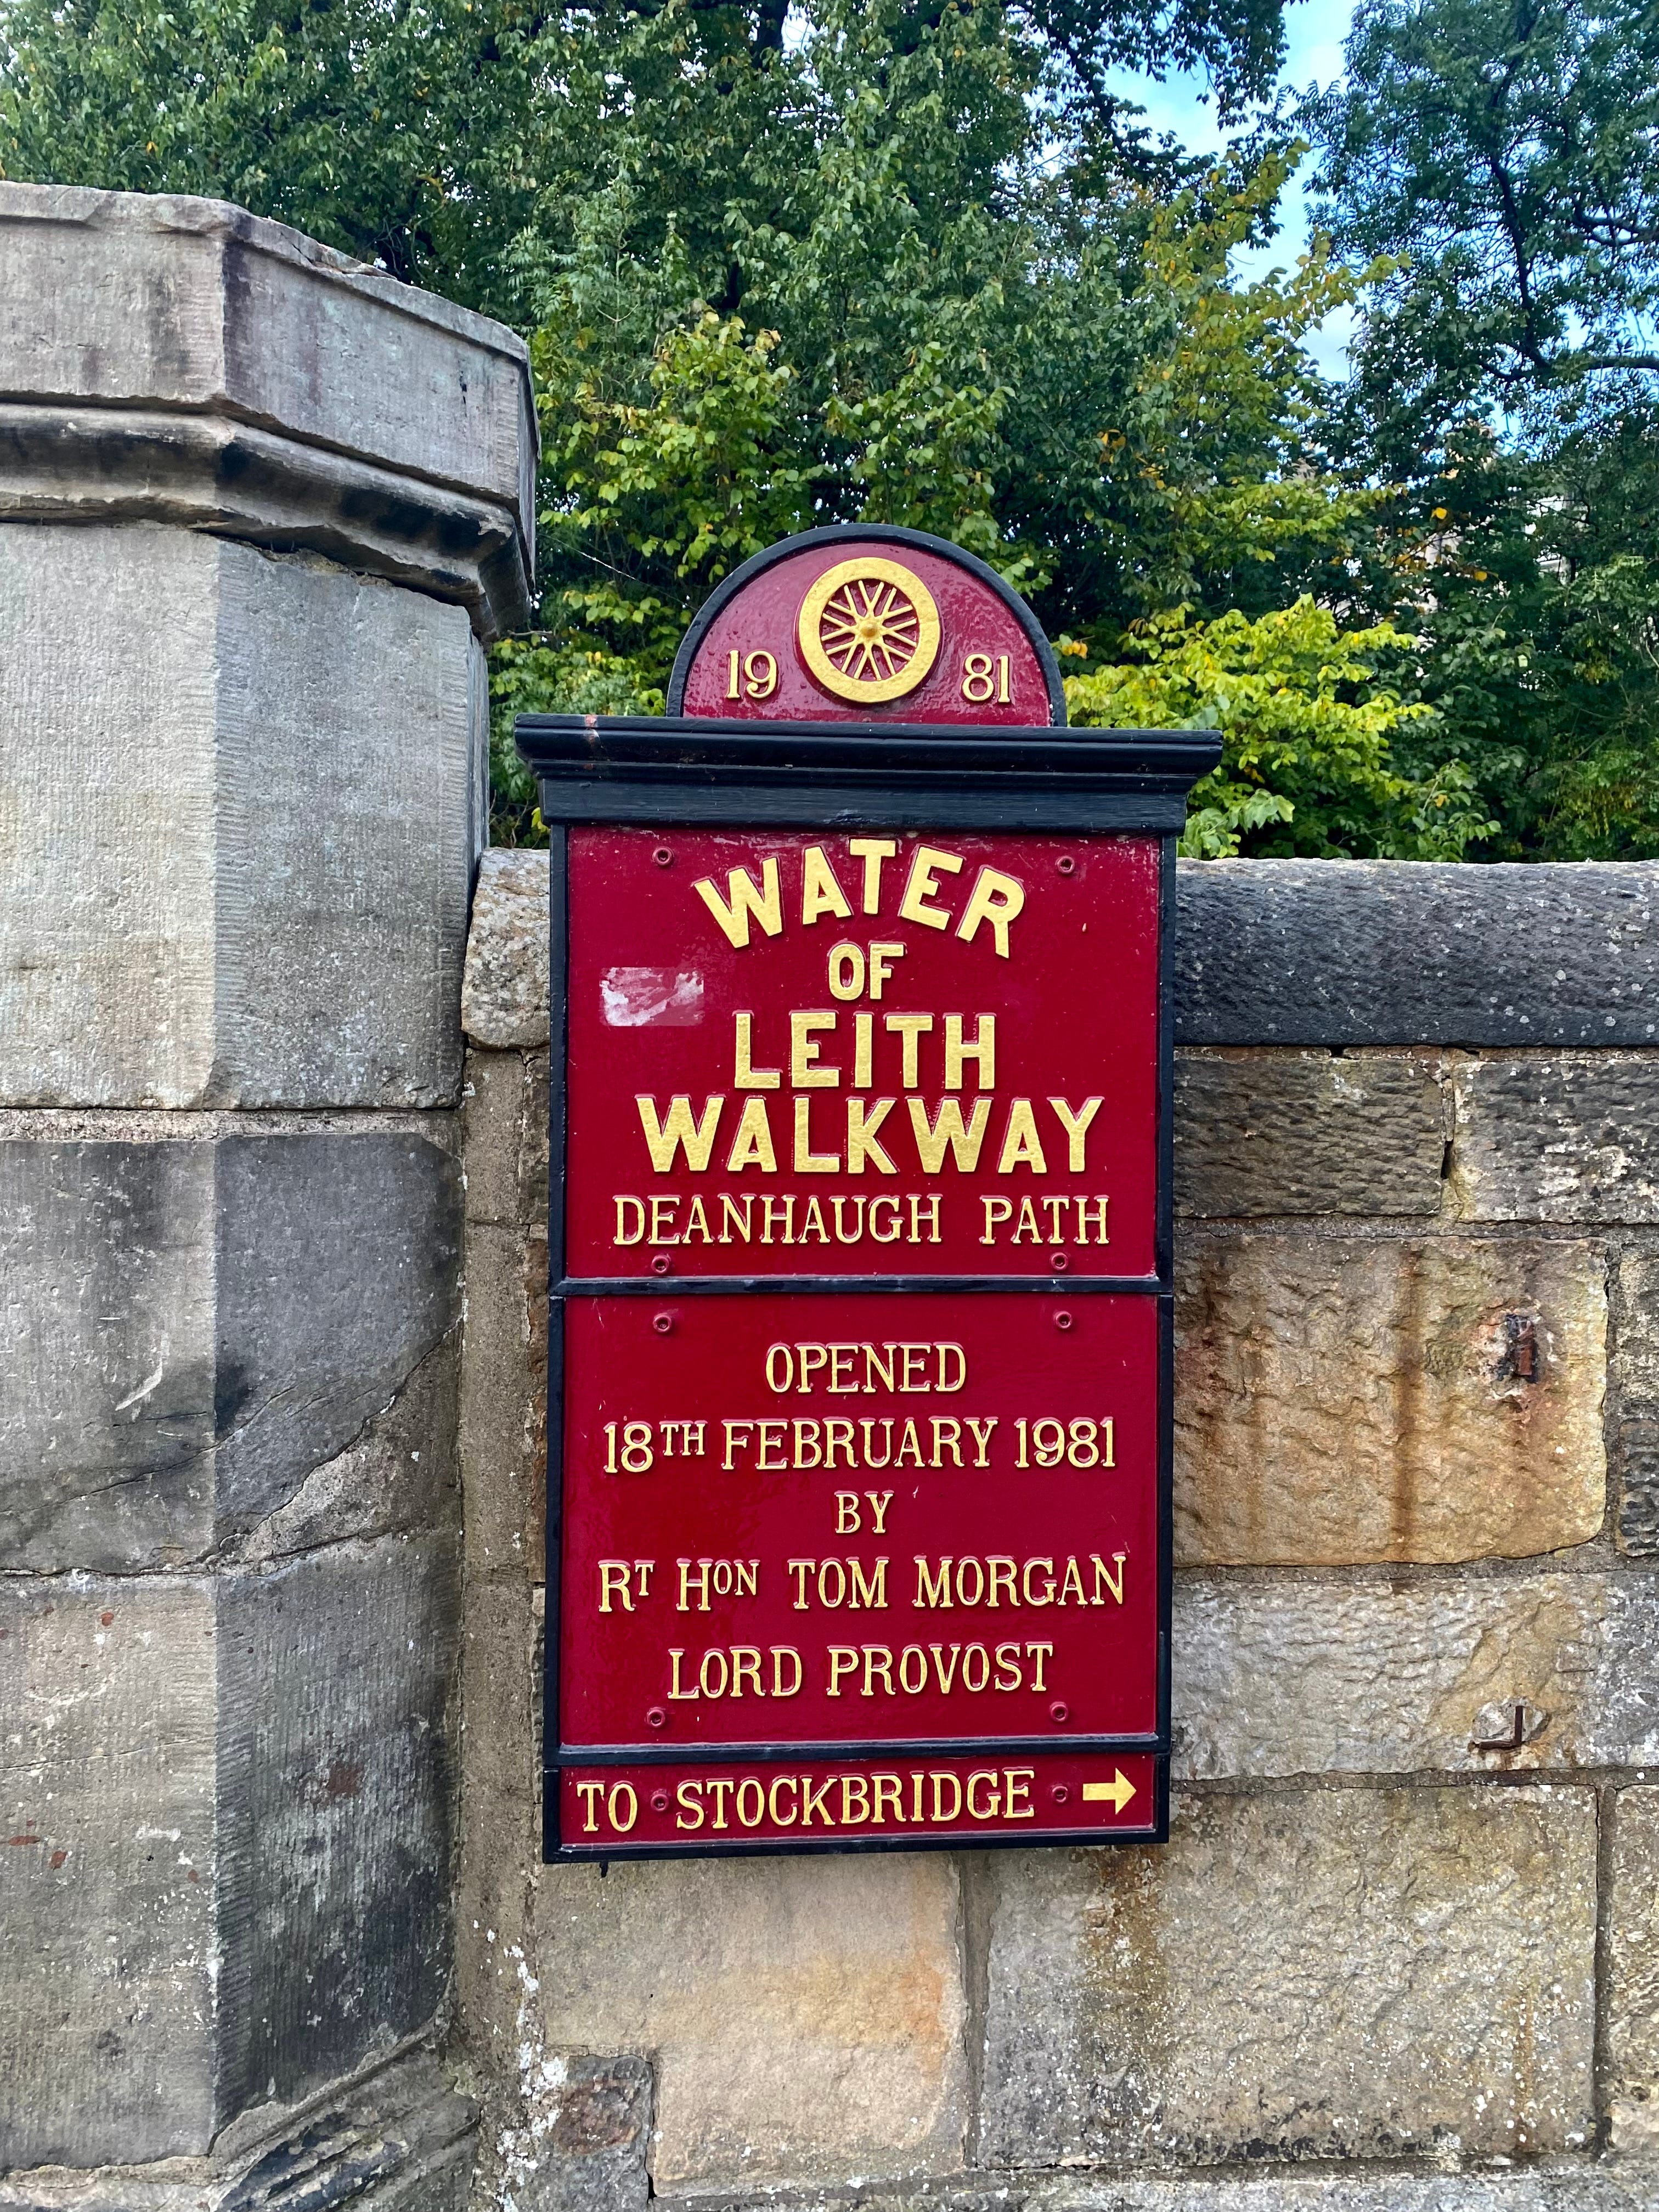 19 81
WATER
OF
LEITH
WALKWAY
DEANHAUGH PATH
OPENED
18TH FEBRUARY 1981
BY
RT HON TOM MORGAN
LORD PROVOST
TO STOCKBRIDGE →